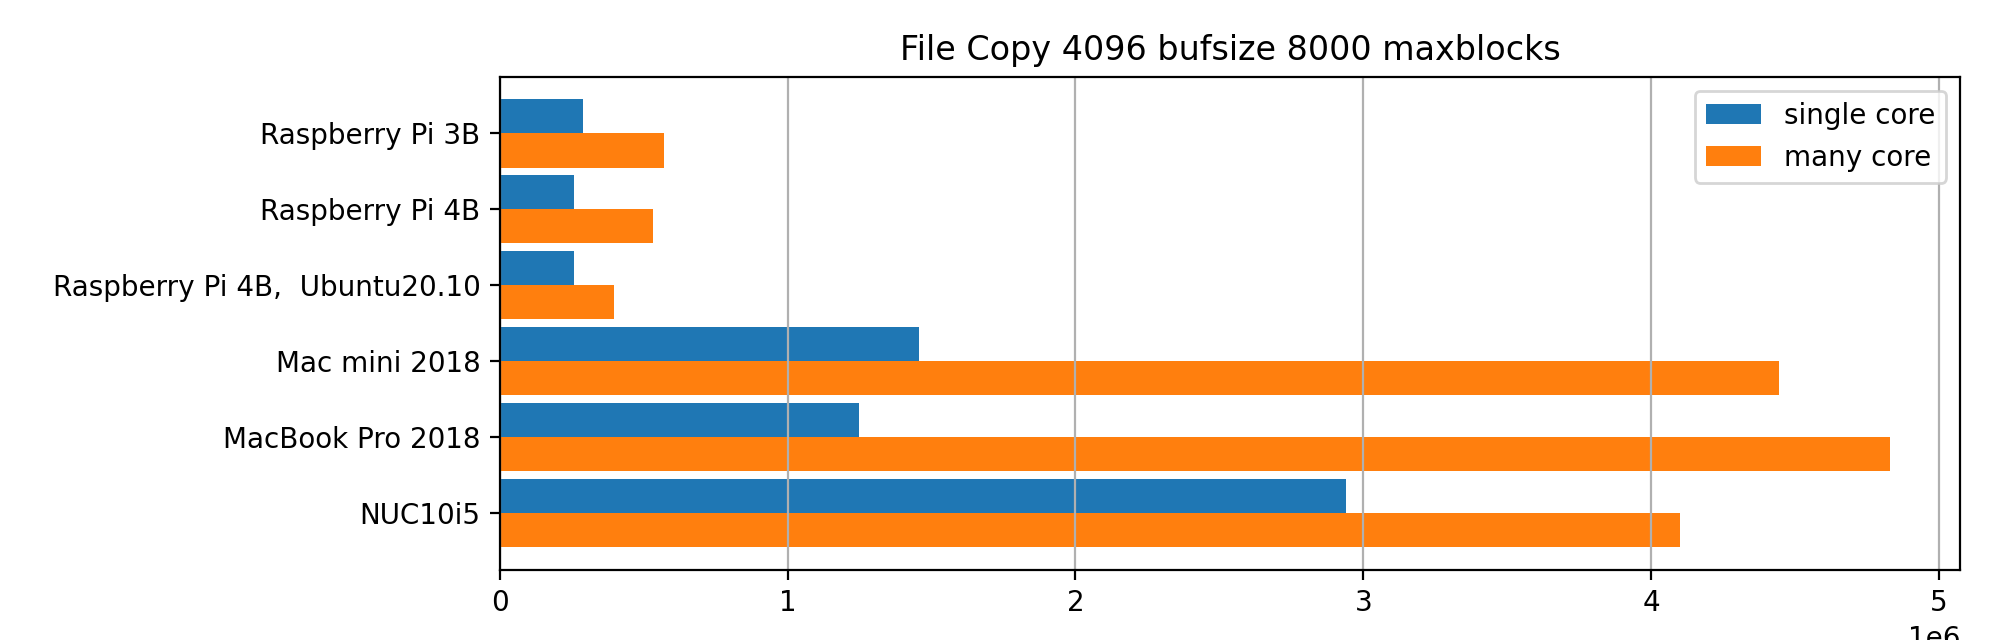 File Copy 4096 bufsize 8000 maxblocks
single core
many core
Raspberry Pi 3B
Raspberry Pi 4B
Raspberry Pi 4B,  Ubuntu20.10
Mac mini 2018
MacBook Pro 2018
NUC10i5
0 1 2 3 4 5
1e6